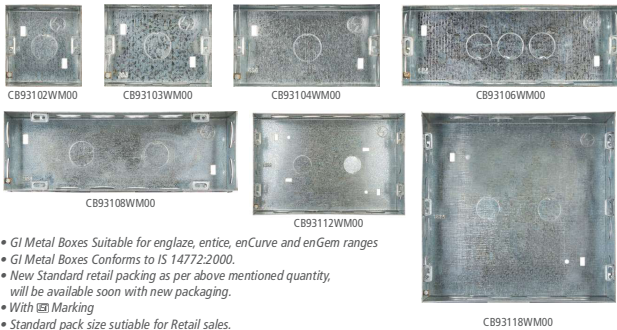 CB93102WM00
CB93103WM00
CB93104WM00
CB93106WM00
CB93108WM00
CB93112WM00
CB93118WM00
• GI Metal Boxes Suitable for englaze, entice, enCurve and enGem ranges
• GI Metal Boxes Conforms to IS 14772:2000.
• New Standard retail packing as per above mentioned quantity,
will be available soon with new packaging.
• With Marking
• Standard pack size sutiable for Retail sales.